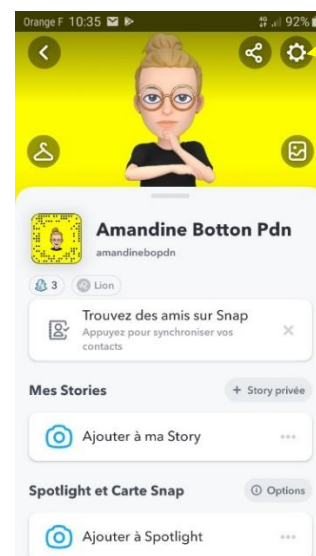 Orange F 10:35 92%
Amandine Botton Pdn
amandinebopdn
3 Lion
Trouvez des amis sur Snap
Appuyez pour synchroniser vos
contacts
Mes Stories + Story privée
Ajouter à ma Story
Spotlight et Carte Snap Options
Ajouter à Spotlight